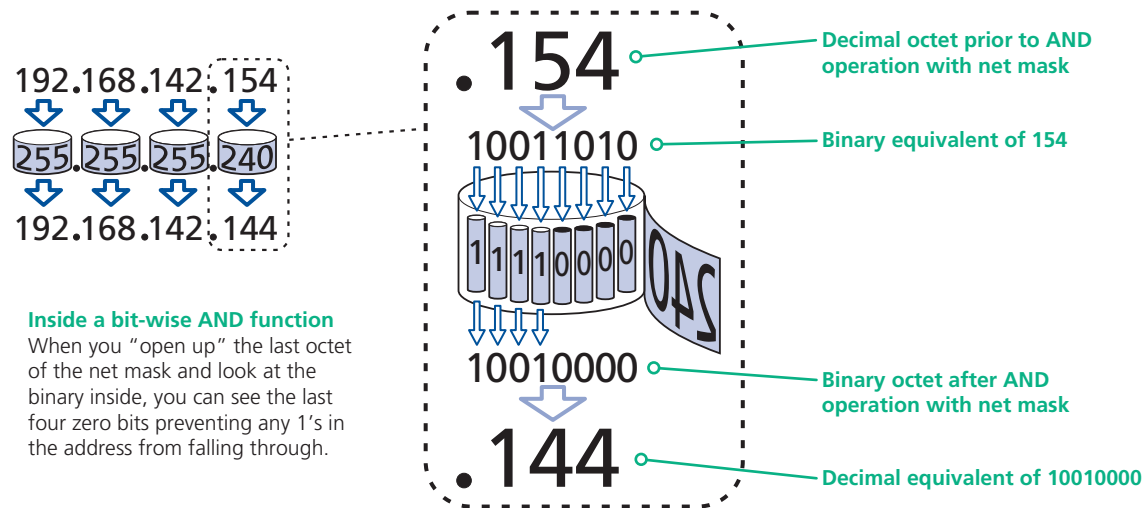 192.168.142.154
255.255.255.240
192.168.142.144
Inside a bit-wise AND function
When you “open up” the last octet
of the net mask and look at the
binary inside, you can see the last
four zero bits preventing any 1’s in
the address from falling through.
.154
10011010
1 1 1 1 0 0 0 0
240
10010000
.144
Decimal octet prior to AND
operation with net mask
Binary equivalent of 154
Binary octet after AND
operation with net mask
Decimal equivalent of 10010000